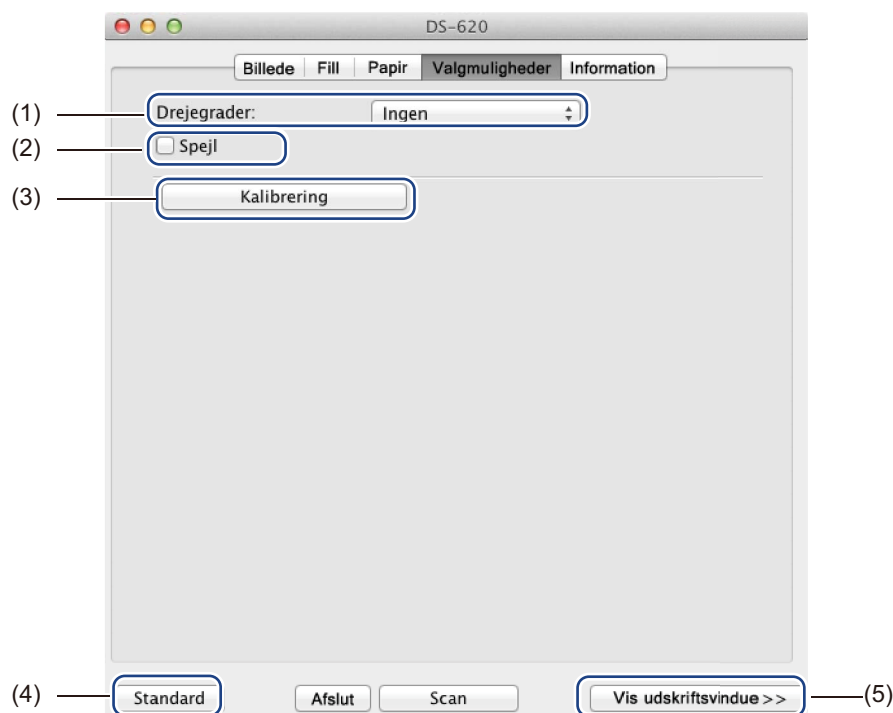 DS-620
Billede Fill Papir Valgmuligheder Information
(1) Drejegrader: Ingen
(2) Spejl
(3) Kalibrering
(4) Standard Afslut Scan Vis udskriftsvindue >> (5)